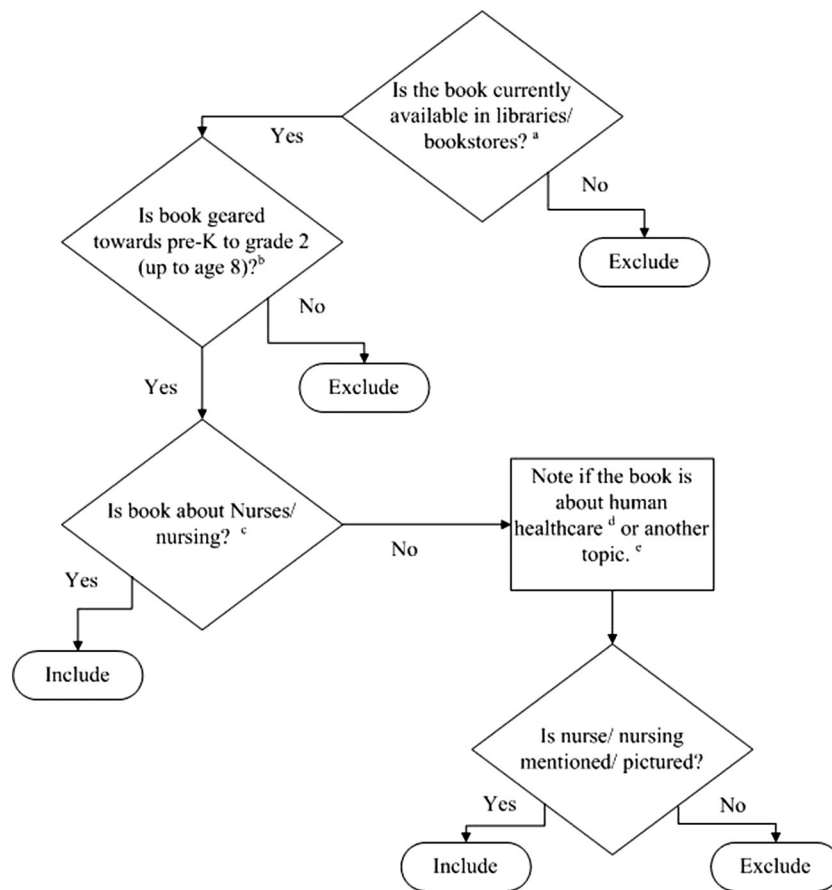 Is the book currently
available in libraries/
bookstores? a
Yes
No
Exclude
Is book geared
towards pre-K to grade 2
(up to age 8)?b
No
Exclude
Yes
Is book about Nurses/
nursing? c
No
Note if the book is
about human
healthcare d or another
topic. e
Yes
Include
Is nurse/ nursing
mentioned/ pictured?
Yes
No
Include
Exclude